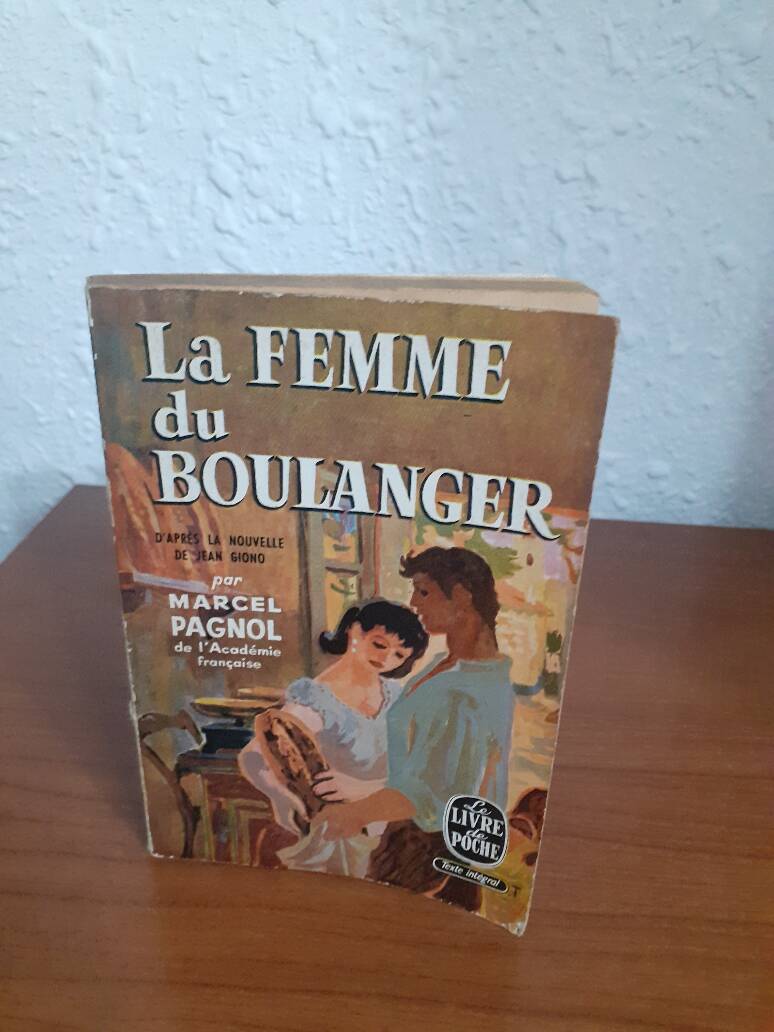 La FEMME
du
BOULANGER
D'APRÈS LA NOUVELLE
DE JEAN GIONO
par
MARCEL
PAGNOL
de l'Académie
française
Le
LIVRE
de
POCHE
Texte intégral